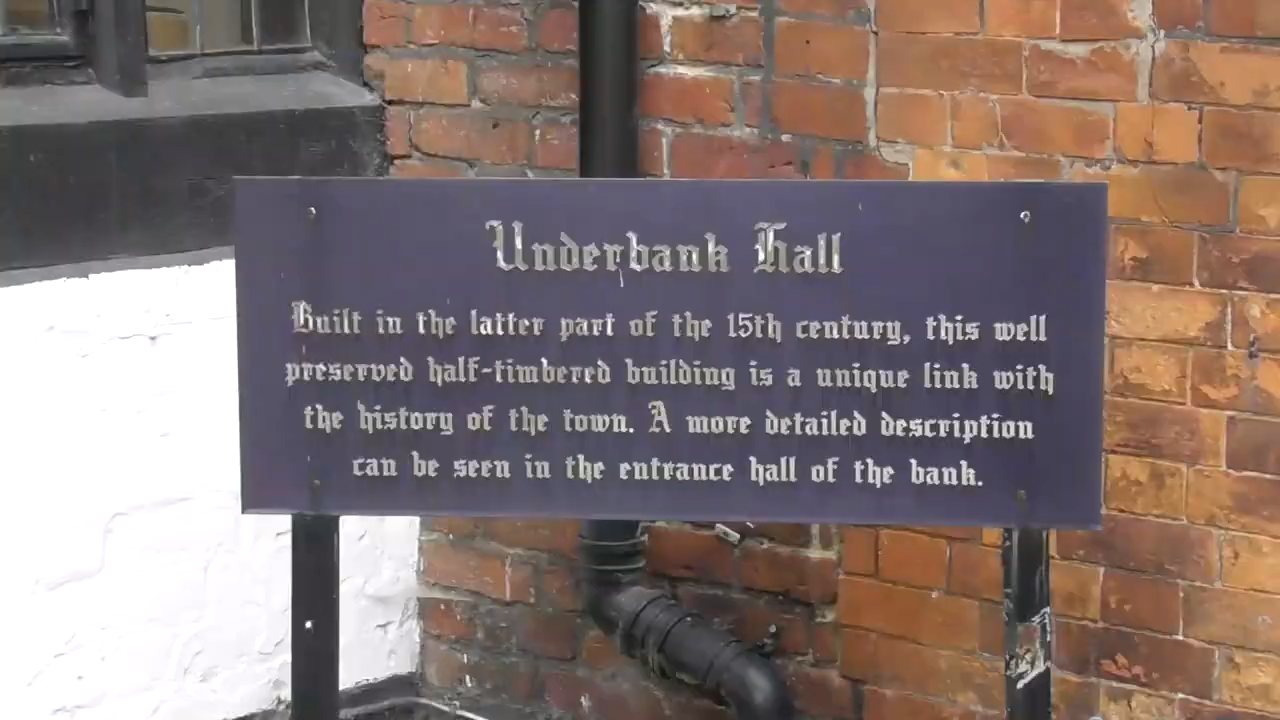 Underbank Hall
Built in the latter part of the 15th century, this well
preserved half-timbered building is a unique link with
the history of the town. A more detailed description
can be seen in the entrance hall of the bank.